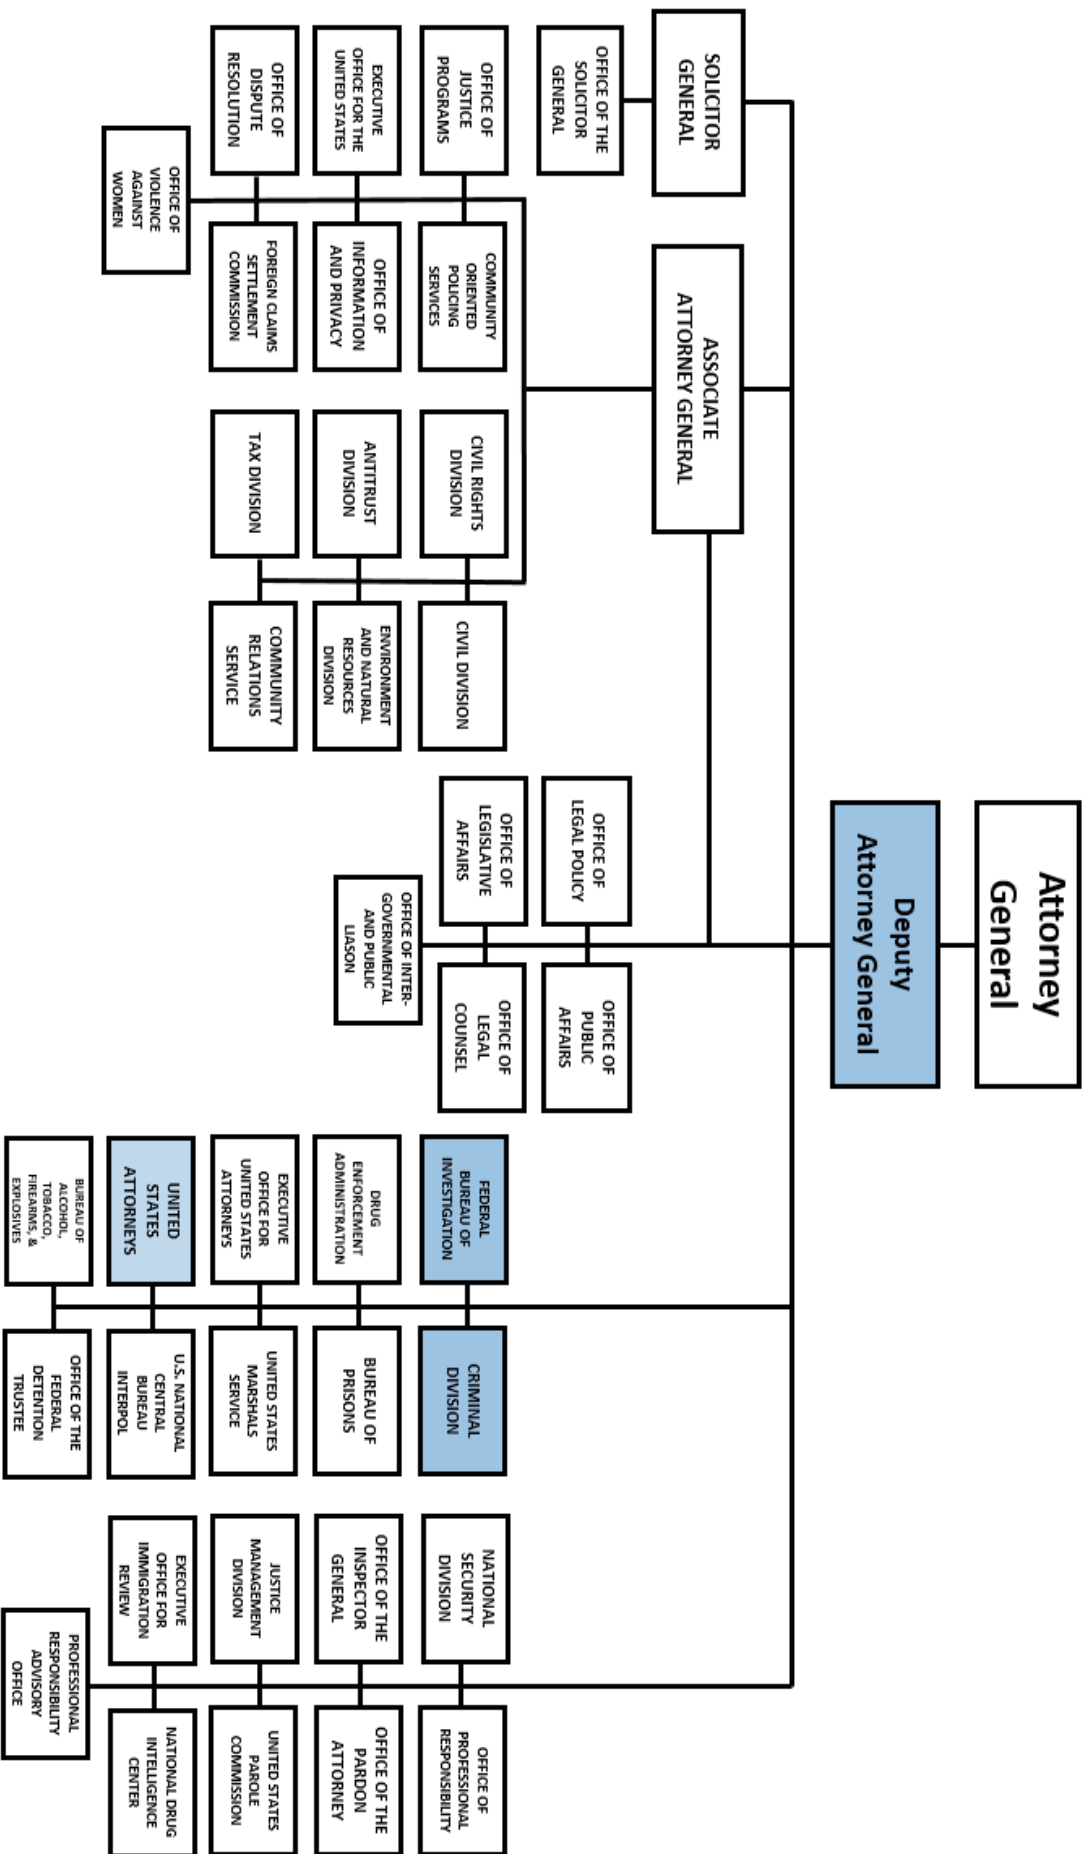 Attorney
General
Deputy
Attorney General
SOLICITOR
GENERAL
OFFICE OF THE
SOLICITOR
GENERAL
ASSOCIATE
ATTORNEY GENERAL
OFFICE OF
JUSTICE
PROGRAMS
COMMUNITY
ORIENTED
POLICING
SERVICES
EXECUTIVE
OFFICE FOR THE
UNITED STATES
OFFICE OF
INFORMATION
AND PRIVACY
OFFICE OF
DISPUTE
RESOLUTION
FOREIGN CLAIMS
SETTLEMENT
COMMISSION
OFFICE OF
VIOLENCE
AGAINST
WOMEN
CIVIL RIGHTS
DIVISION
CIVIL DIVISION
ANTITRUST
DIVISION
ENVIRONMENT
AND NATURAL
RESOURCES
DIVISION
TAX DIVISION
COMMUNITY
RELATIONS
SERVICE
OFFICE OF
LEGAL POLICY
OFFICE OF
PUBLIC
AFFAIRS
OFFICE OF
LEGISLATIVE
AFFAIRS
OFFICE OF
LEGAL
COUNSEL
OFFICE OF INTER-
GOVERNMENTAL
AND PUBLIC
LIASON
FEDERAL
BUREAU OF
INVESTIGATION
CRIMINAL
DIVISION
DRUG
ENFORCEMENT
ADMINISTRATION
BUREAU OF
PRISONS
EXECUTIVE
OFFICE FOR
UNITED STATES
ATTORNEYS
UNITED STATES
MARSHALS
SERVICE
UNITED
STATES
ATTORNEYS
U.S. NATIONAL
CENTRAL
BUREAU
INTERPOL
BUREAU OF
ALCOHOL,
TOBACCO,
FIREARMS, &
EXPLOSIVES
OFFICE OF THE
FEDERAL
DETENTION
TRUSTEE
NATIONAL
SECURITY
DIVISION
OFFICE OF
PROFESSIONAL
RESPONSIBILITY
OFFICE OF THE
INSPECTOR
GENERAL
OFFICE OF THE
PARDON
ATTORNEY
JUSTICE
MANAGEMENT
DIVISION
UNITED STATES
PAROLE
COMMISSION
EXECUTIVE
OFFICE FOR
IMMIGRATION
REVIEW
NATIONAL DRUG
INTELLIGENCE
CENTER
PROFESSIONAL
RESPONSIBILITY
ADVISORY
OFFICE